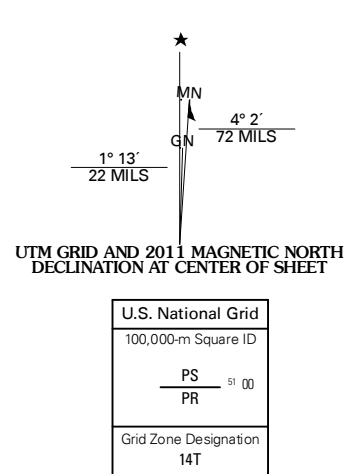 ★
MN
4° 2´
72 MILS
GN
1° 13´
22 MILS
UTM GRID AND 2011 MAGNETIC NORTH
DECLINATION AT CENTER OF SHEET
U.S. National Grid
100,000-m Square ID
PS
51 00
PR
Grid Zone Designation
14T